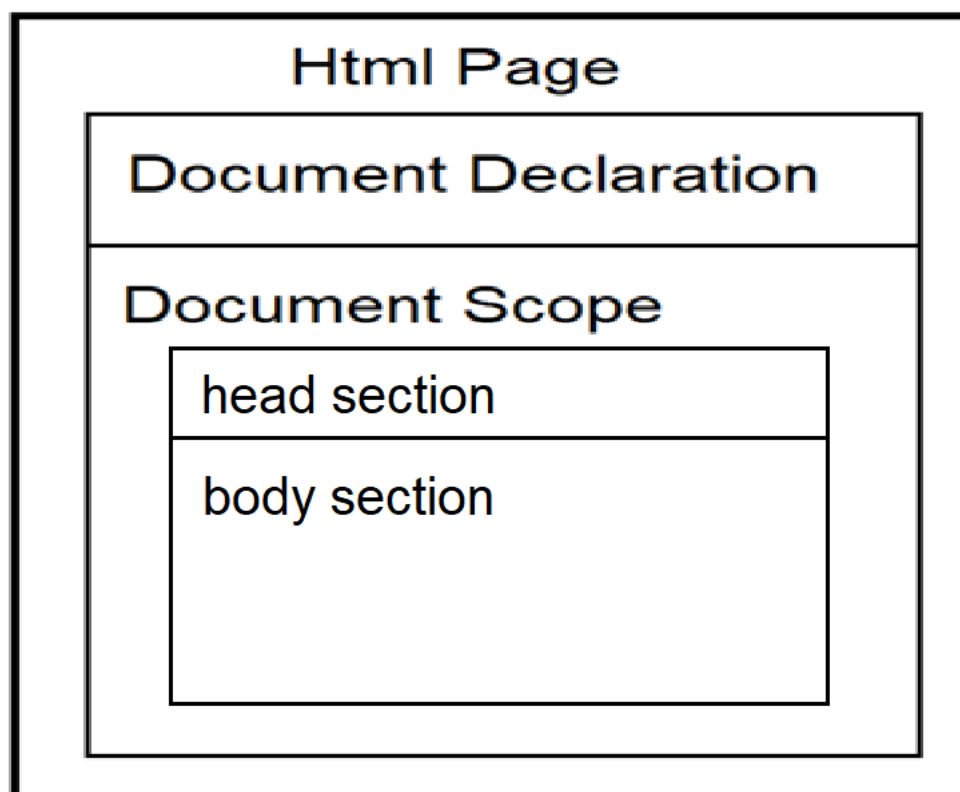 Html Page
Document Declaration
Document Scope
head section
body section